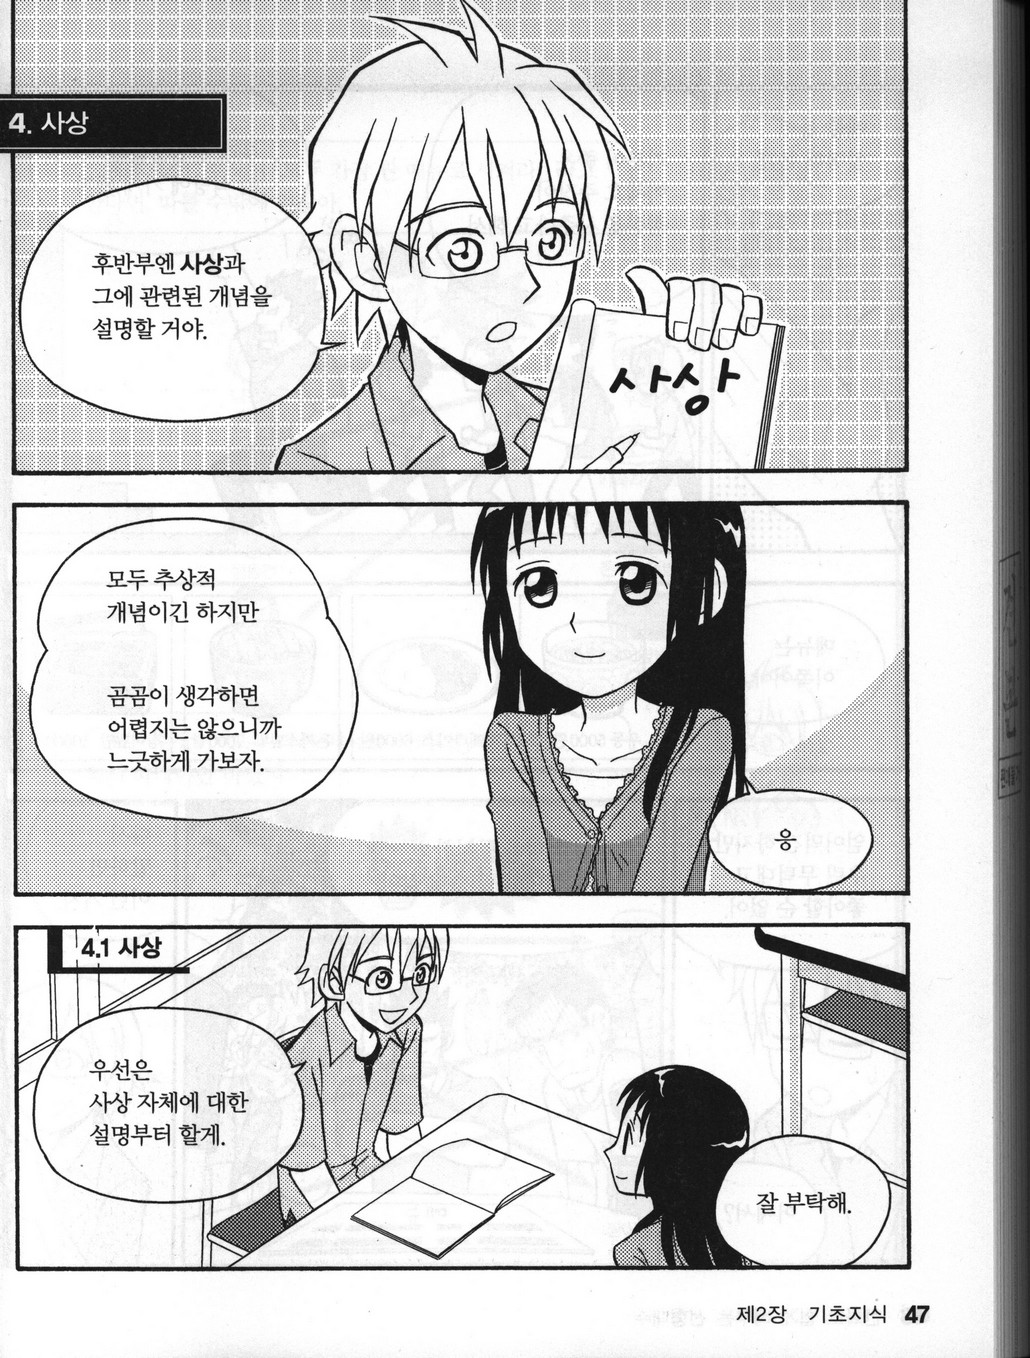 4. 사상
후반부엔 사상과
그에 관련된 개념을
설명할 거야.
사상
모두 추상적
개념이긴 하지만
곰곰이 생각하면
어렵지는 않으니까
느긋하게 가보자.
응
4.1 사상
우선은
사상 자체에 대한
설명부터 할게.
잘 부탁해.
제2장 기초지식 47